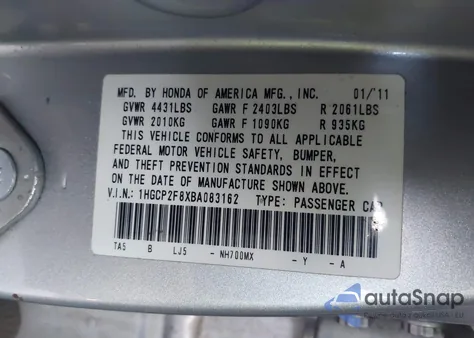 MFD. BY HONDA OF AMERICA MFG., INC. 01/11
GVWR 4431LBS GAWR F 2403LBS R 2061LBS
GVWR 2010KG GAWR F 1090KG R 935KG
THIS VEHICLE CONFORMS TO ALL APPLICABLE
FEDERAL MOTOR VEHICLE SAFETY, BUMPER,
AND THEFT PREVENTION STANDARDS IN EFFECT
ON THE DATE OF MANUFACTURE SHOWN ABOVE.
V.I.N.: 1HGCP2F6XBA083162 TYPE: PASSENGER CAR
TA5 B LJ5 - NH700MX - Y - A
autoSnap